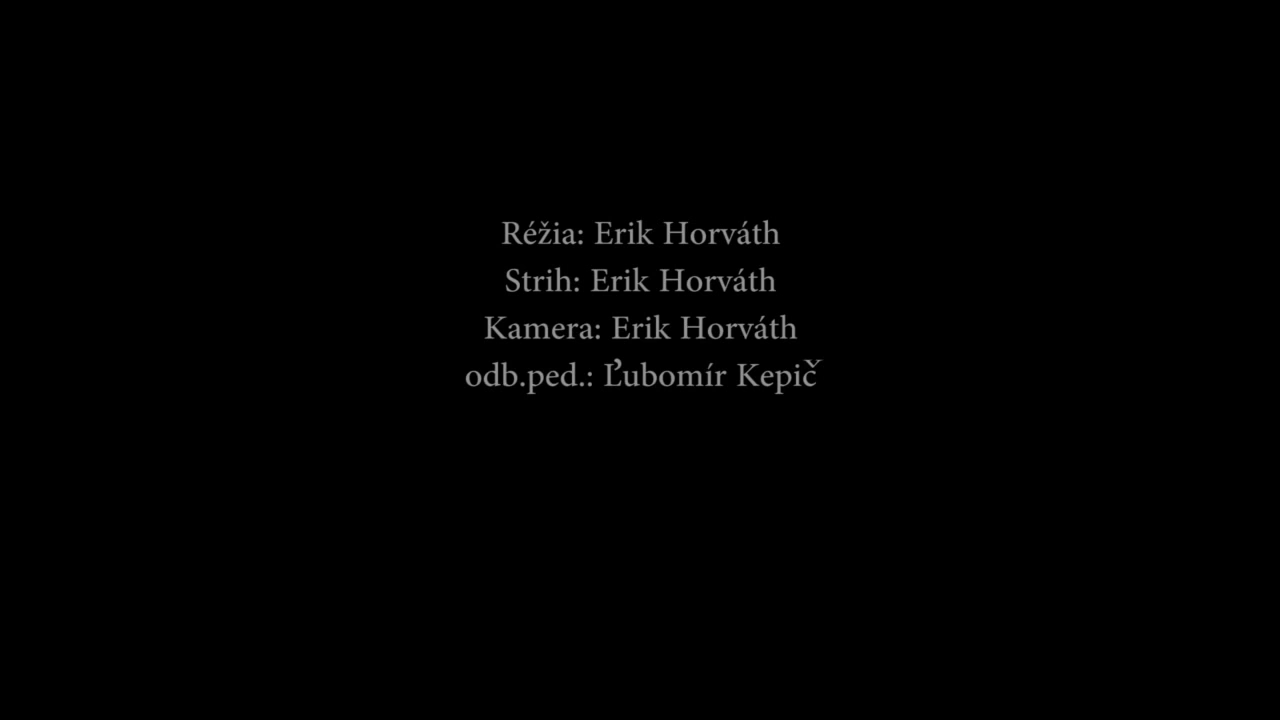 Réžia: Erik Horváth
Strih: Erik Horváth
Kamera: Erik Horváth
odb.ped.: Ľubomír Kepič